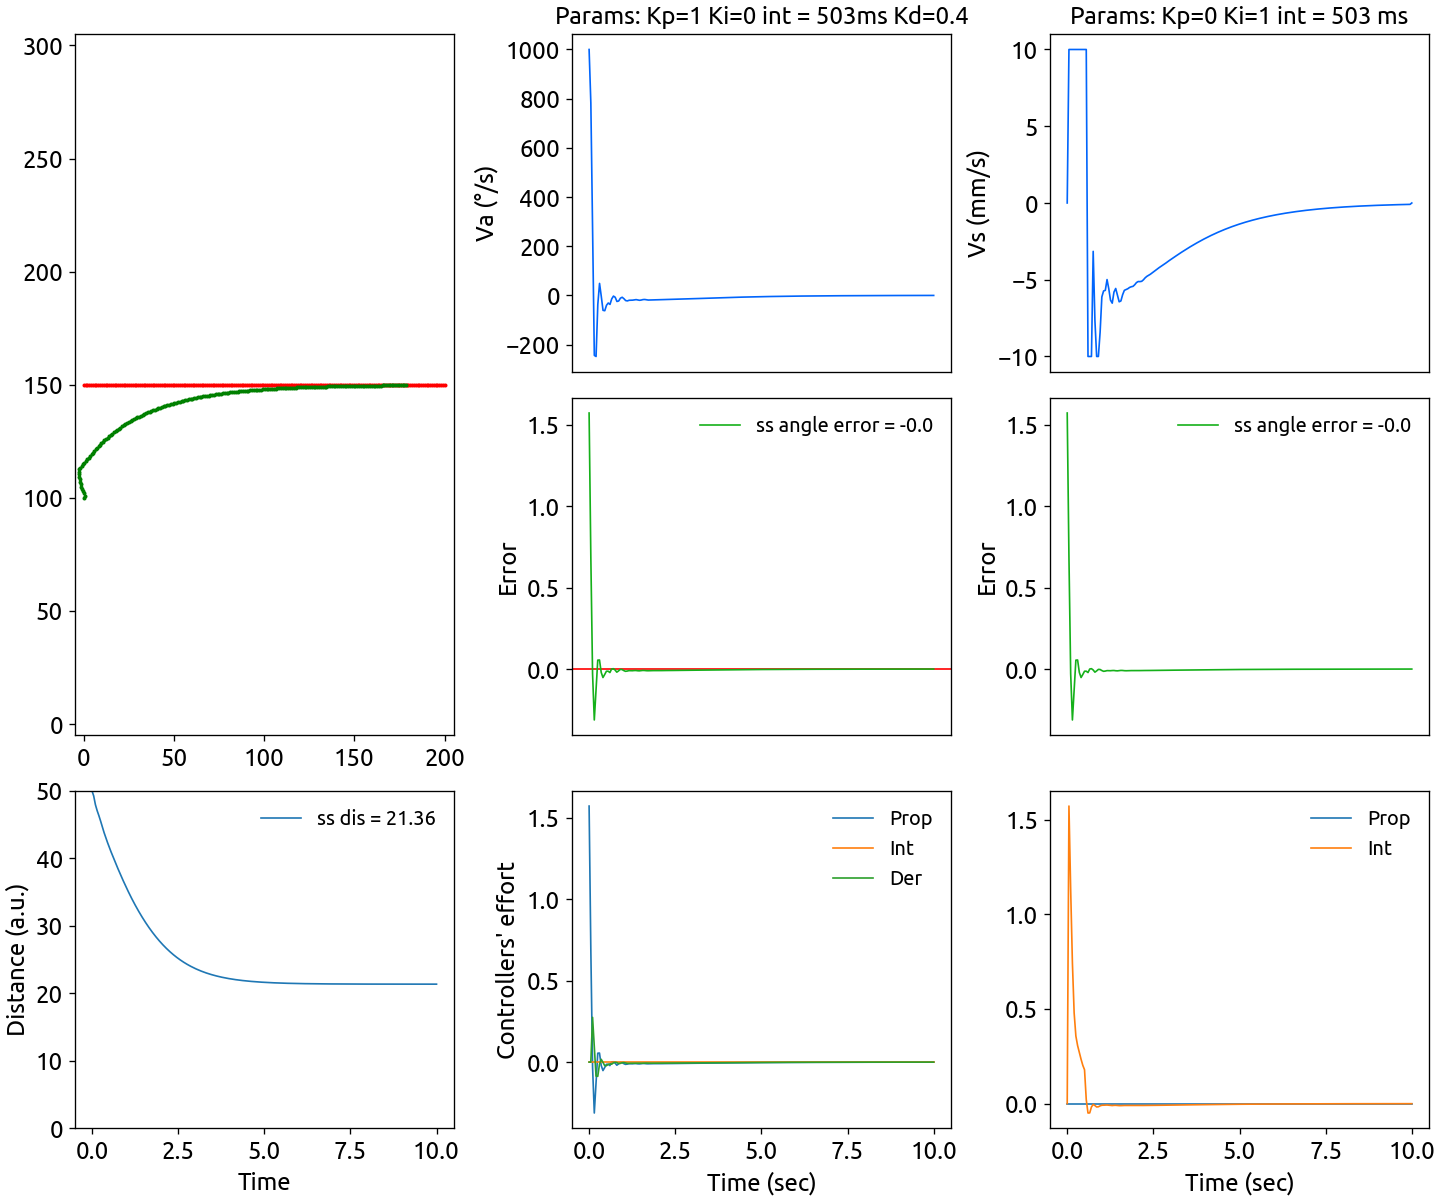 Params: Kp=1 Ki=0 int = 503ms Kd=0.4
Params: Kp=0 Ki=1 int = 503 ms
300
250
200
150
100
50
0
0 50 100 150 200
Va (°/s)
1000
800
600
400
200
0
−200
Vs (mm/s)
10
5
0
−5
−10
Error
1.5
1.0
0.5
0.0
ss angle error = -0.0
Error
1.5
1.0
0.5
0.0
ss angle error = -0.0
Distance (a.u.)
50
40
30
20
10
0
ss dis = 21.36
0.0 2.5 5.0 7.5 10.0
Time
Controllers' effort
1.5
1.0
0.5
0.0
Prop
Int
Der
0.0 2.5 5.0 7.5 10.0
Time (sec)
1.5
1.0
0.5
0.0
Prop
Int
0.0 2.5 5.0 7.5 10.0
Time (sec)